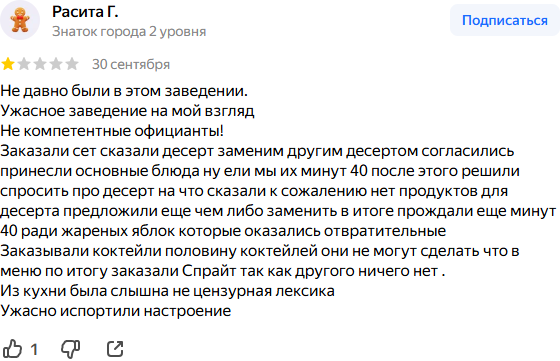 Расита Г.
Знаток города 2 уровня
Подписаться
30 сентября
Не давно были в этом заведении.
Ужасное заведение на мой взгляд
Не компетентные официанты!
Заказали сет сказали десерт заменим другим десертом согласились
принесли основные блюда ну ели мы их минут 40 после этого решили
спросить про десерт на что сказали к сожалению нет продуктов для
десерта предложили еще чем либо заменить в итоге прождали еще минут
40 ради жареных яблок которые оказались отвратительные
Заказывали коктейли половину коктейлей они не могут сделать что в
меню по итогу заказали Спрайт так как другого ничего нет .
Из кухни была слышна не цензурная лексика
Ужасно испортили настроение
1